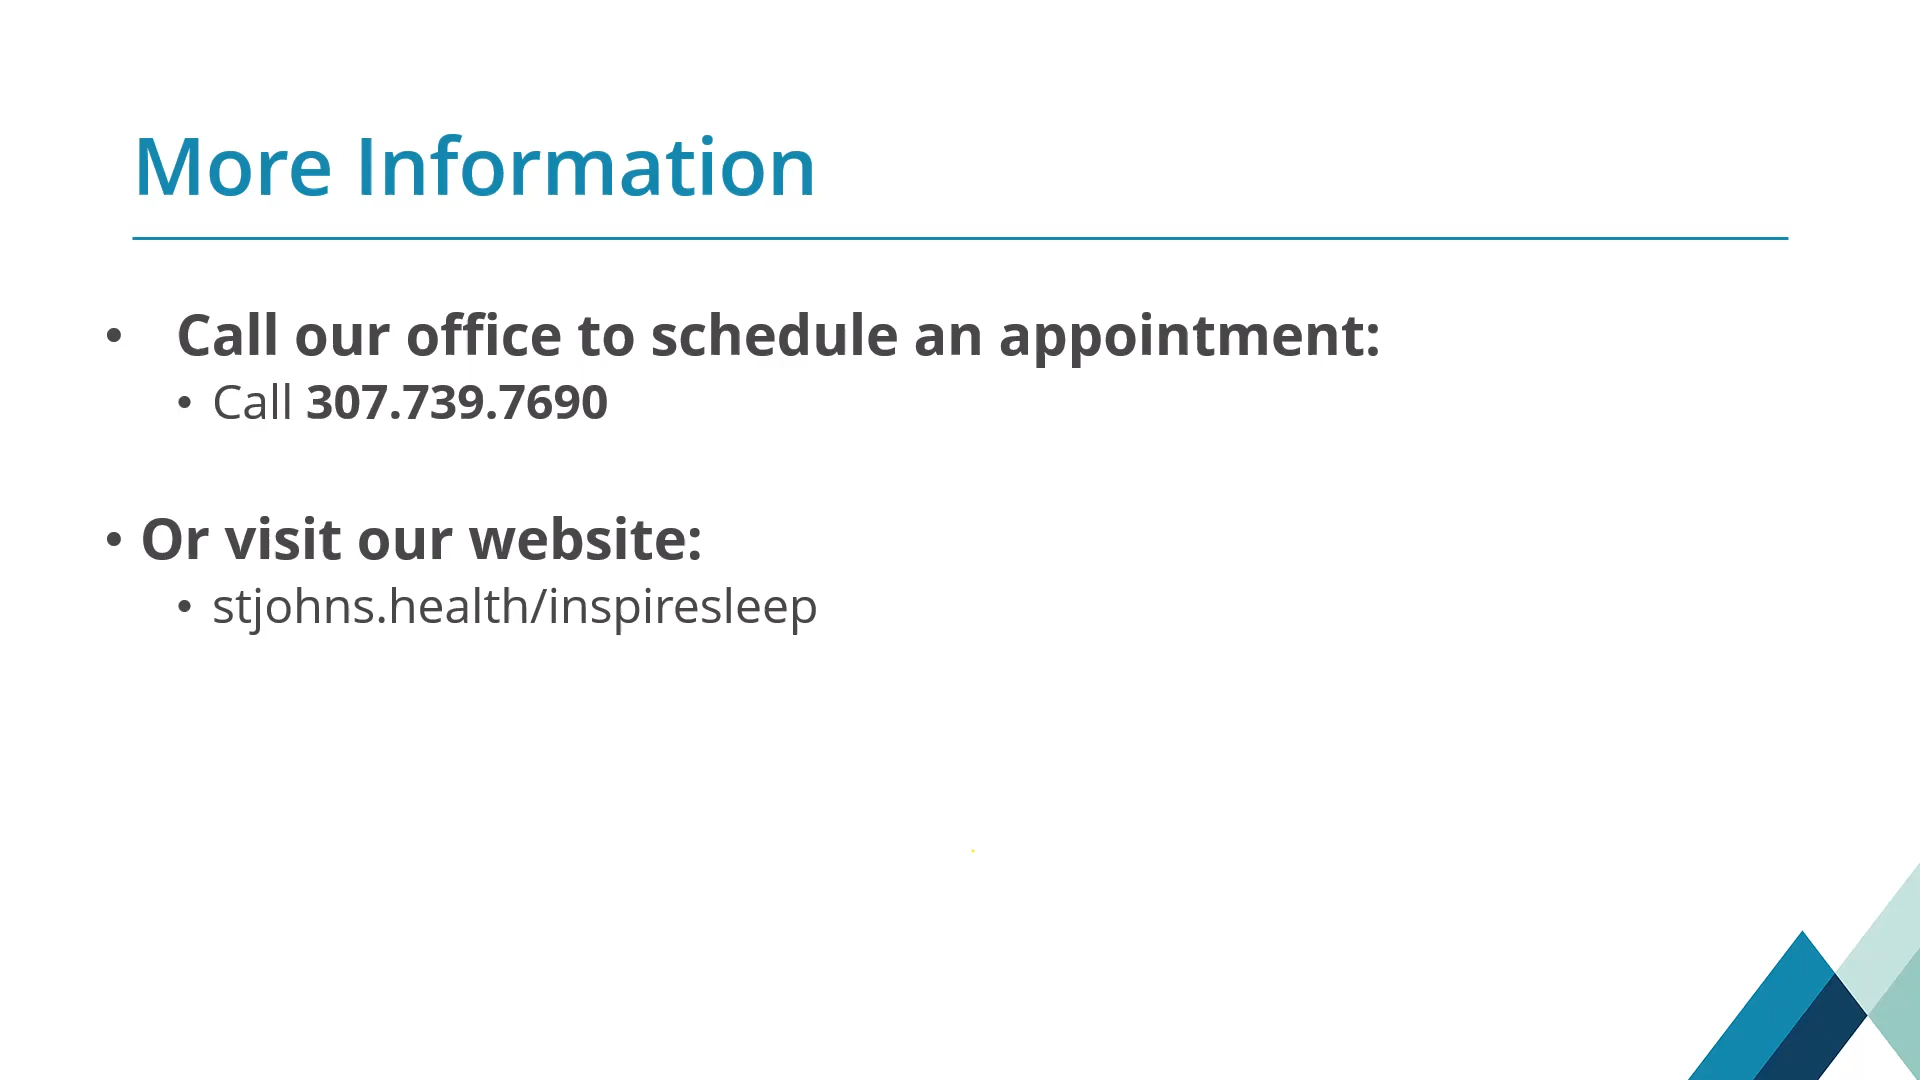 More Information
• Call our office to schedule an appointment:
• Call 307.739.7690
• Or visit our website:
• stjohns.health/inspiresleep